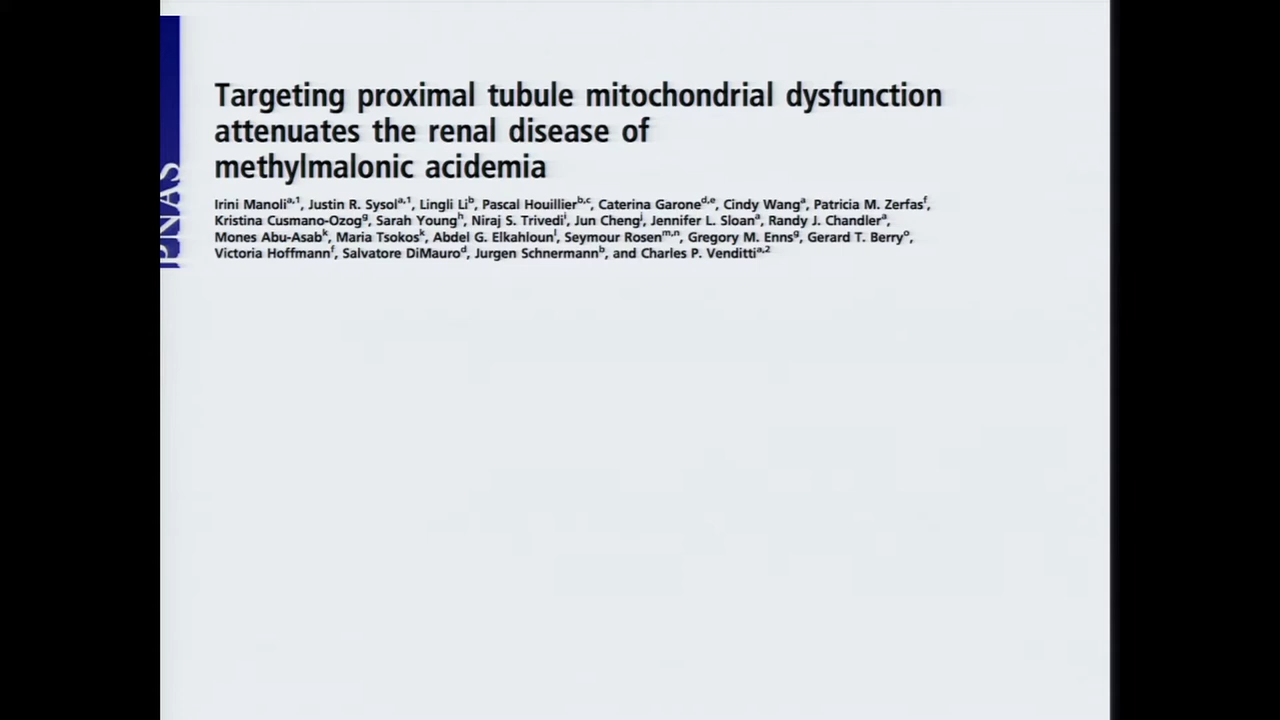 Targeting proximal tubule mitochondrial dysfunction
attenuates the renal disease of
methylmalonic acidemia
Irini Manoli^a,1, Justin R. Sysol^a,1, Lingli Li^b, Pascal Houillier^b,c, Caterina Garone^d,e, Cindy Wang^a, Patricia M. Zerfas^f,
Kristina Cusmano-Ozog^g, Sarah Young^h, Niraj S. Trivedi^i, Jun Cheng^j, Jennifer L. Sloan^a, Randy J. Chandler^a,
Mones Abu-Asab^k, Maria Tsokos^k, Abdel G. Elkahloun^l, Seymour Rosen^m,n, Gregory M. Enns^g, Gerard T. Berry^o,
Victoria Hoffmann^f, Salvatore DiMauro^d, Jurgen Schnermann^b, and Charles P. Venditti^a,2
PNAS